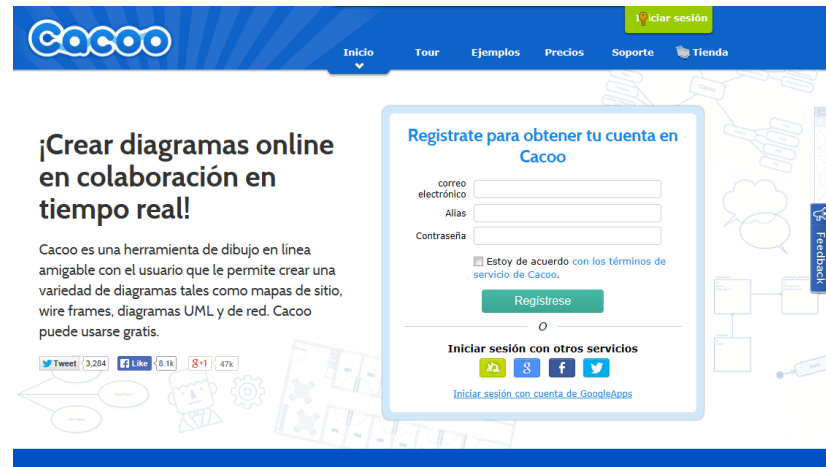 Cacoo
Iniciar sesión
Inicio Tour Ejemplos Precios Soporte Tienda
¡Crear diagramas online
en colaboración en
tiempo real!
Cacoo es una herramienta de dibujo en línea
amigable con el usuario que le permite crear una
variedad de diagramas tales como mapas de sitio,
wire frames, diagramas UML y de red. Cacoo
puede usarse gratis.
Tweet 3,284 Like 8.1k g+1 47k
Registrate para obtener tu cuenta en
Cacoo
correo
electrónico
Alias
Contraseña
Estoy de acuerdo con los términos de
servicio de Cacoo.
Regístrese
O
Iniciar sesión con otros servicios
Iniciar sesión con cuenta de GoogleApps
Feedback
Cacoo